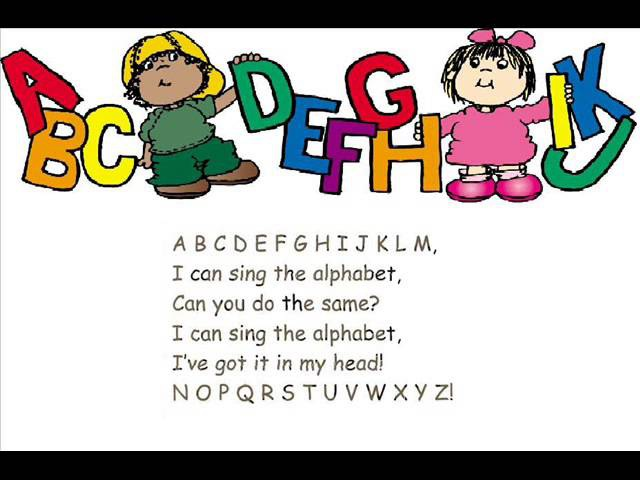 A B C D E F G H I J K
A B C D E F G H I J K L M,
I can sing the alphabet,
Can you do the same?
I can sing the alphabet,
I've got it in my head!
N O P Q R S T U V W X Y Z!